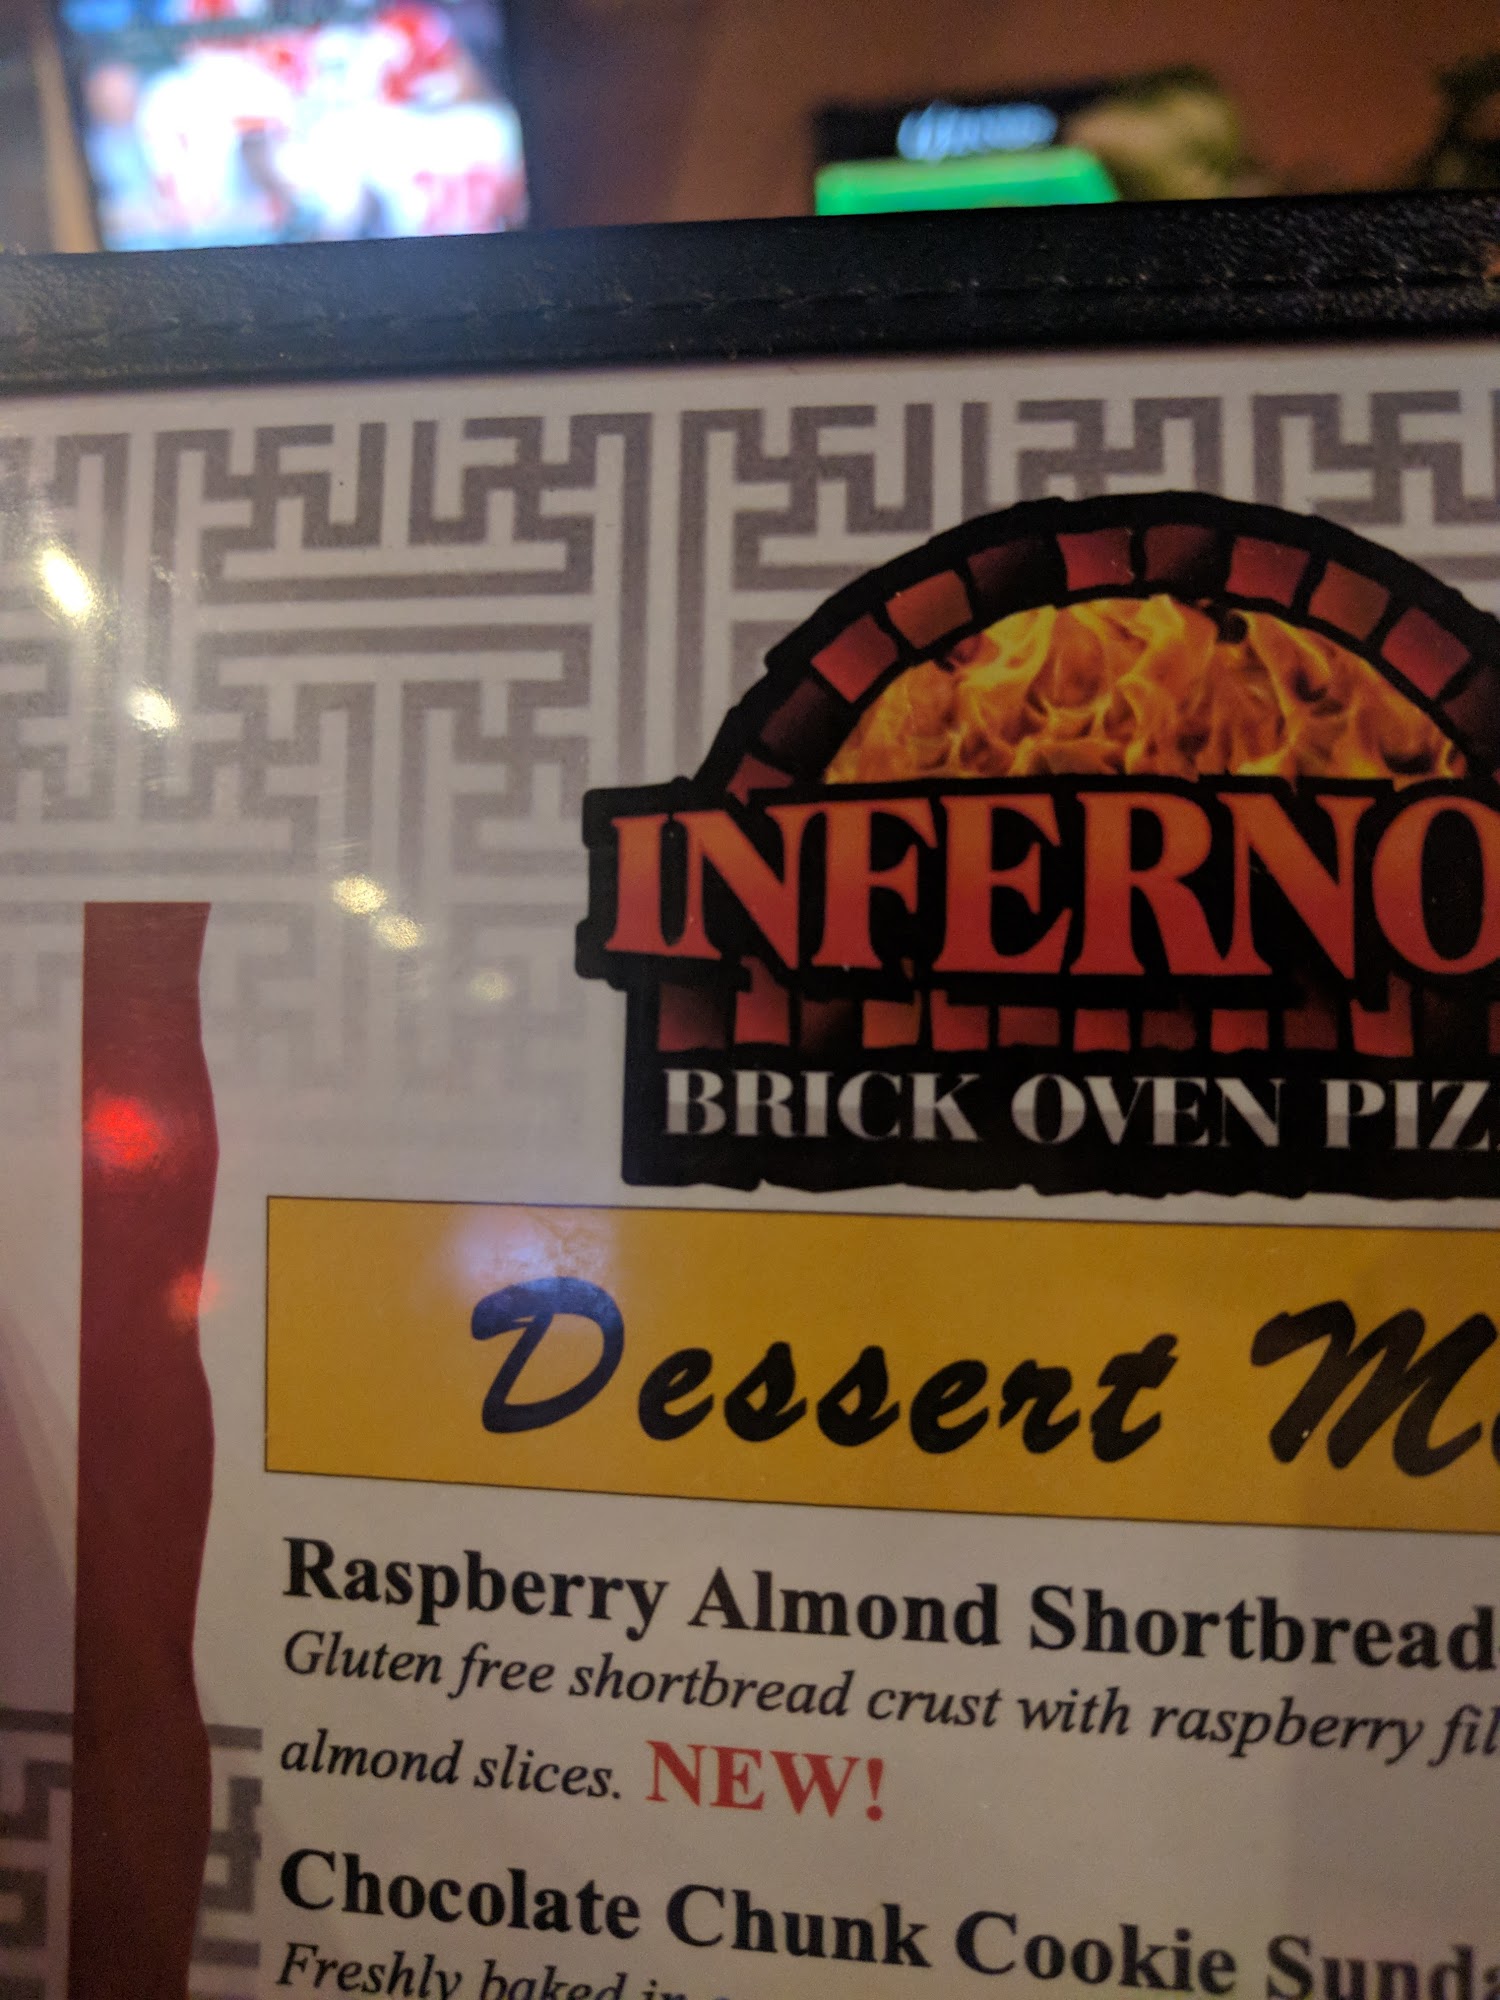 INFERNO
BRICK OVEN PIZ
Dessert M
Raspberry Almond Shortbread
Gluten free shortbread crust with raspberry fil
almond slices. NEW!
Chocolate Chunk Cookie Sunda
Freshly baked in